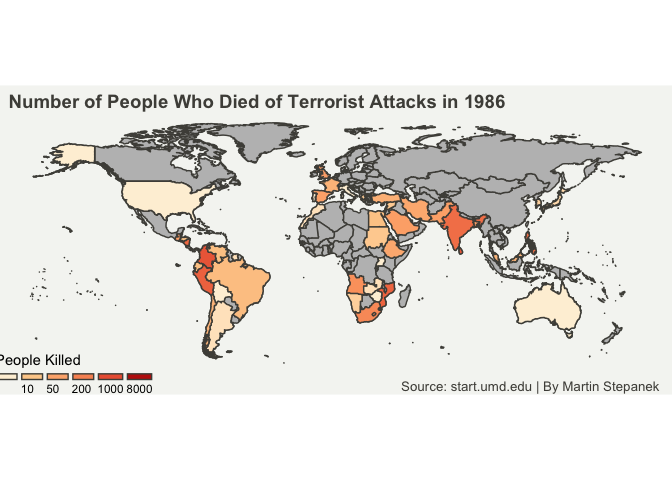 Number of People Who Died of Terrorist Attacks in 1986
People Killed
10 50 200 1000 8000
Source: start.umd.edu | By Martin Stepanek